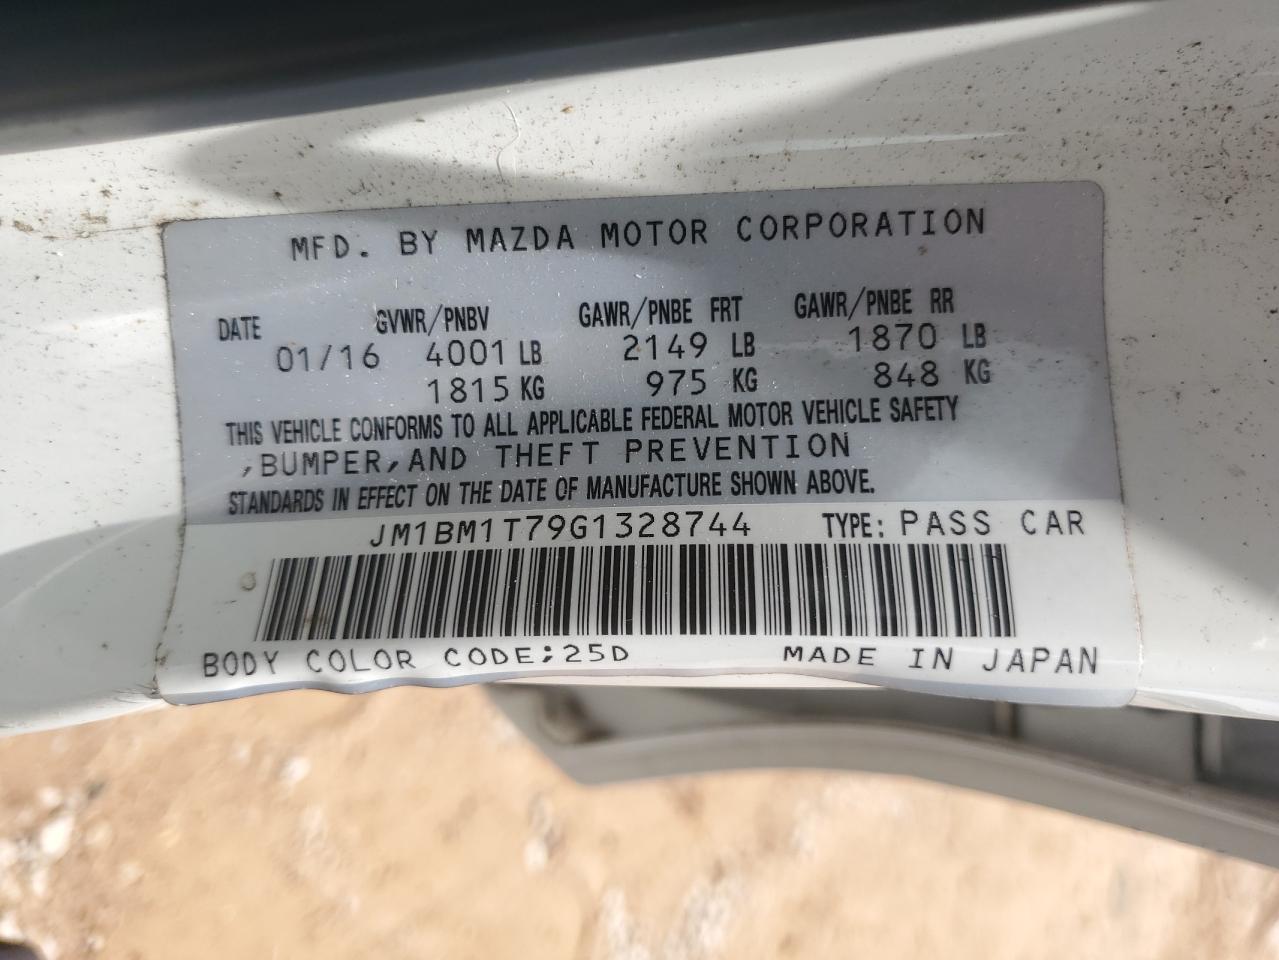 MFD. BY MAZDA MOTOR CORPORATION
DATE GVWR/PNBV GAWR/PNBE FRT GAWR/PNBE RR
01/16 4001 LB 2149 LB 1870 LB
1815 KG 975 KG 848 KG
THIS VEHICLE CONFORMS TO ALL APPLICABLE FEDERAL MOTOR VEHICLE SAFETY
,BUMPER,AND THEFT PREVENTION
STANDARDS IN EFFECT ON THE DATE OF MANUFACTURE SHOWN ABOVE.
JM1BM1T79G1328744 TYPE: PASS CAR
BODY COLOR CODE;25D MADE IN JAPAN